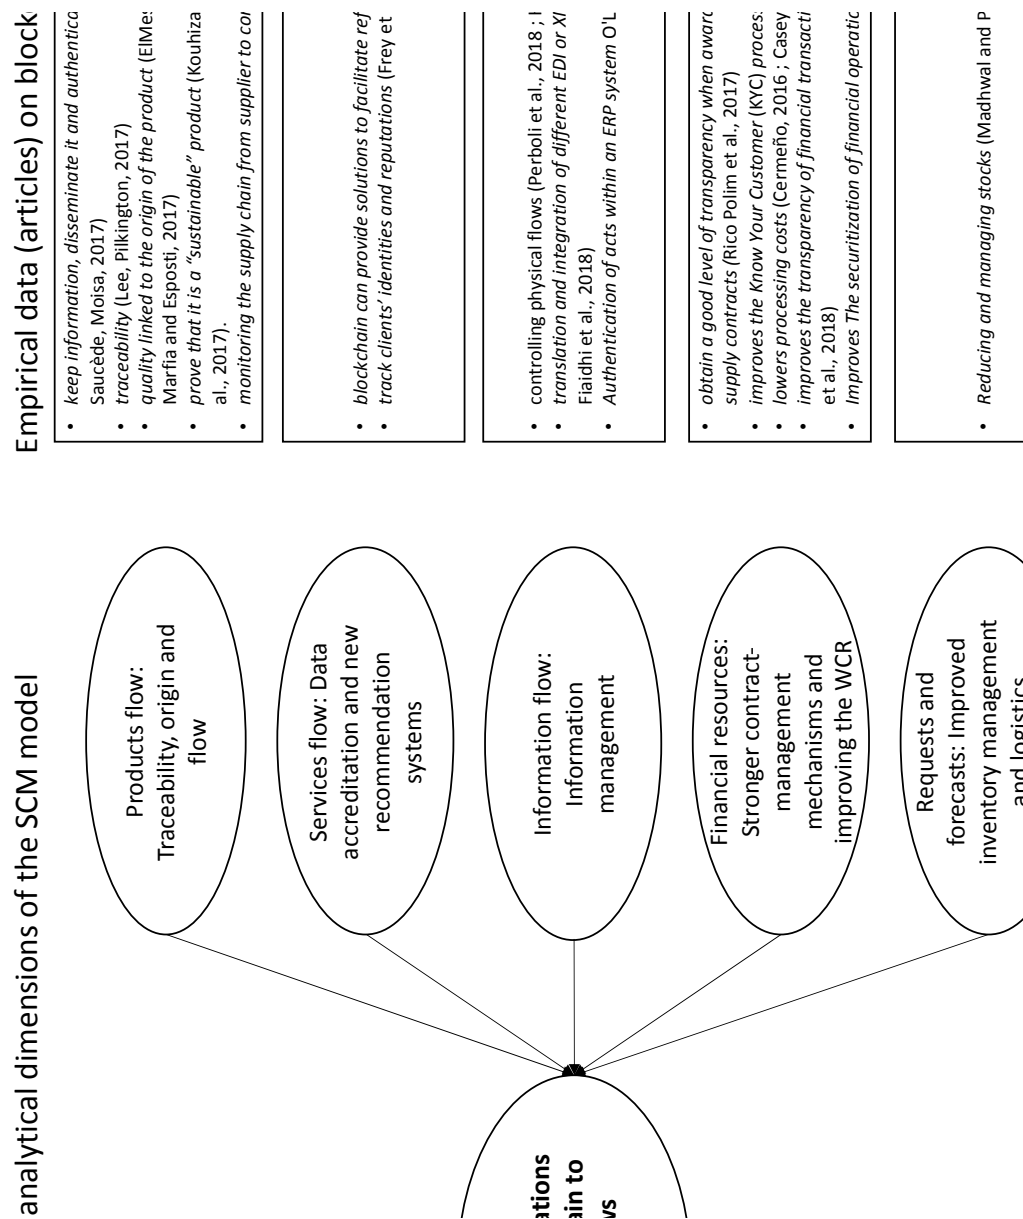 analytical dimensions of the SCM model
Empirical data (articles) on block
Products flow:
Traceability, origin and
flow
• keep information, disseminate it and authentica
Saucède, Moisa, 2017)
• traceability (Lee, Pilkington, 2017)
• quality linked to the origin of the product (ElMe
Marfia and Esposti, 2017)
• prove that it is a “sustainable” product (Kouhiza
al., 2017).
• monitoring the supply chain from supplier to co
Services flow: Data
accreditation and new
recommendation
systems
• blockchain can provide solutions to facilitate ref
• track clients’ identities and reputations (Frey et
Information flow:
Information
management
• controlling physical flows (Perboli et al., 2018 ;
• translation and integration of different EDI or
Fiaidhi et al., 2018)
• Authentication of acts within an ERP system O'L
Financial resources:
Stronger contract-
management
mechanisms and
improving the WCR
• obtain a good level of transparency when award
supply contracts (Rico Polim et al., 2017)
• improves the Know Your Customer (KYC) proces
• lowers processing costs (Cermeño, 2016 ; Casey
• improves the transparency of financial transacti
et al., 2018)
• Improves The securitization of financial operatio
Requests and
forecasts: Improved
inventory management
and logistics
• Reducing and managing stocks (Madhwal and P
ations
ain to
ws